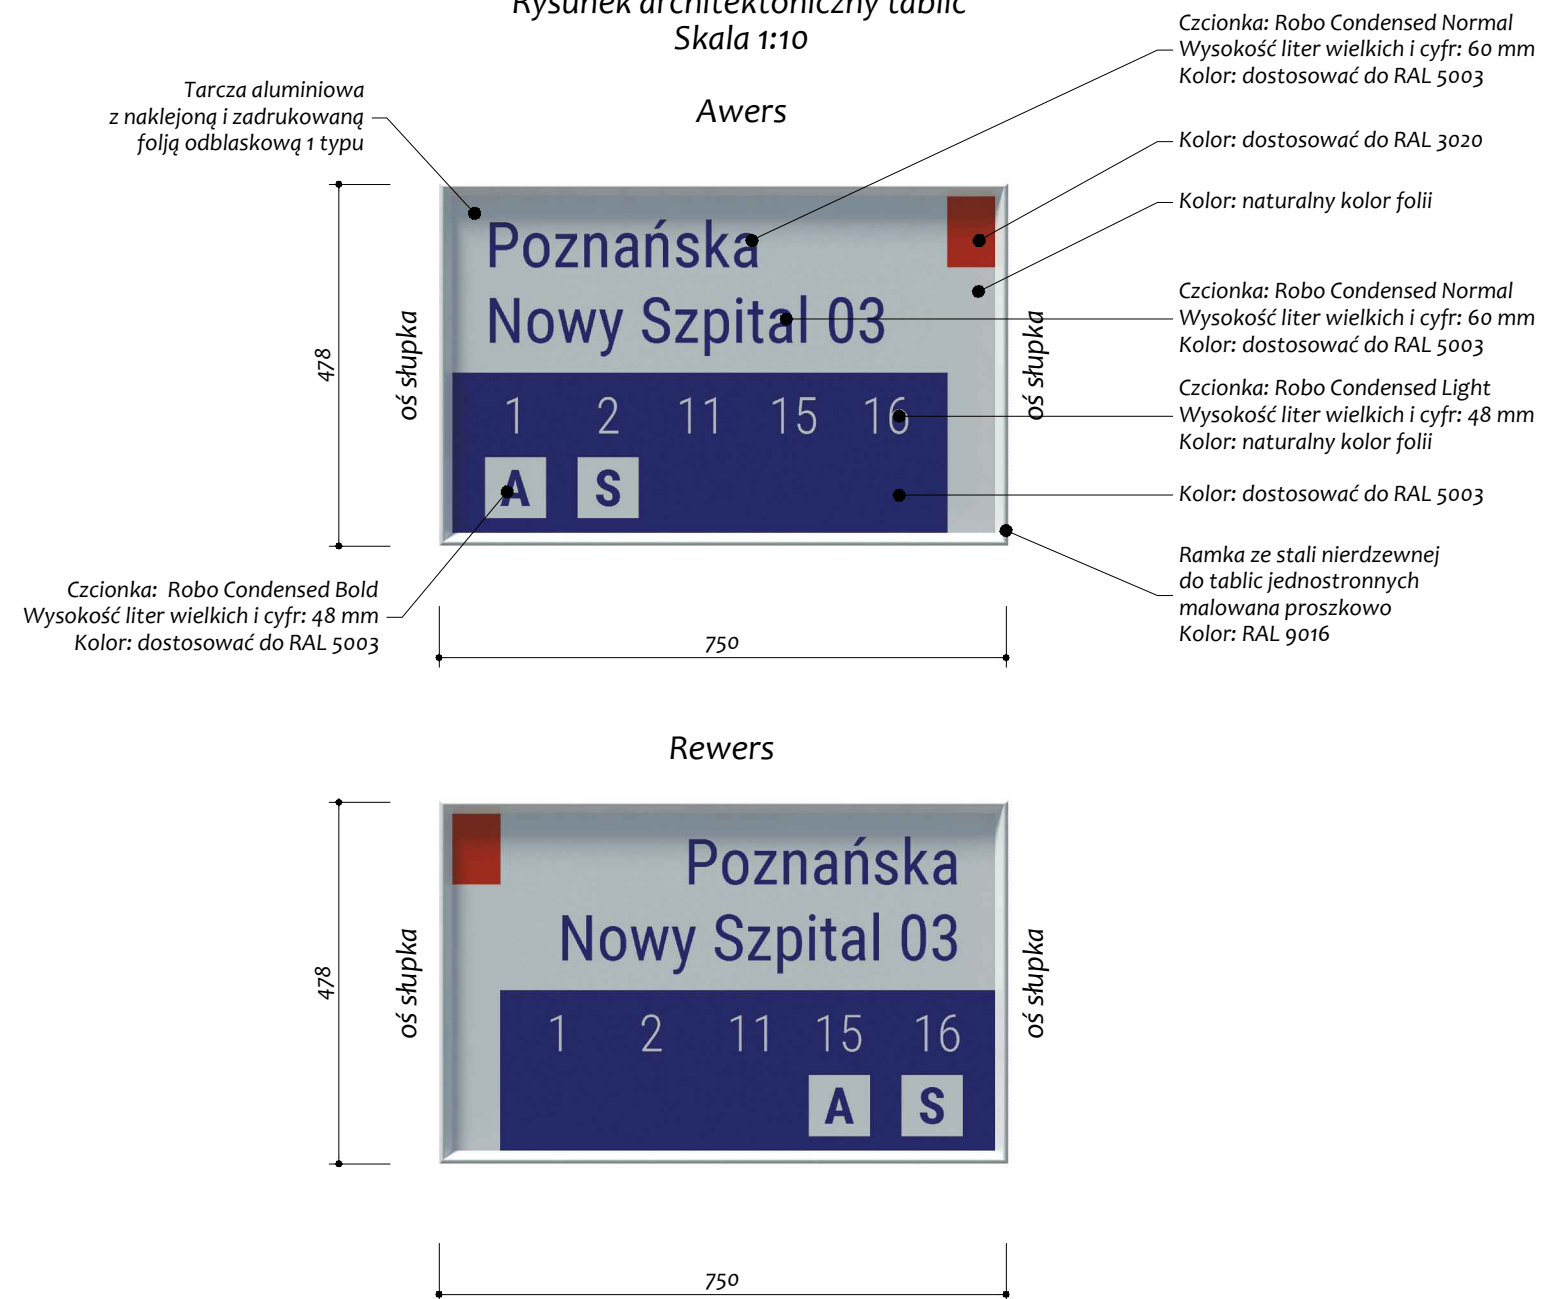 Rysunek architektoniczny tablic
Skala 1:10
Awers
Tarcza aluminiowa
z naklejoną i zadrukowaną
folją odblaskową 1 typu
Czcionka: Robo Condensed Normal
Wysokość liter wielkich i cyfr: 60 mm
Kolor: dostosować do RAL 5003
Kolor: dostosować do RAL 3020
Kolor: naturalny kolor folii
Czcionka: Robo Condensed Normal
Wysokość liter wielkich i cyfr: 60 mm
Kolor: dostosować do RAL 5003
Czcionka: Robo Condensed Light
Wysokość liter wielkich i cyfr: 48 mm
Kolor: naturalny kolor folii
Kolor: dostosować do RAL 5003
Ramka ze stali nierdzewnej
do tablic jednostronnych
malowana proszkowo
Kolor: RAL 9016
478
oś słupka
Poznańska
Nowy Szpital 03
1 2 11 15 16
A S
oś słupka
Czcionka: Robo Condensed Bold
Wysokość liter wielkich i cyfr: 48 mm
Kolor: dostosować do RAL 5003
750
Rewers
478
oś słupka
Poznańska
Nowy Szpital 03
1 2 11 15 16
A S
oś słupka
750